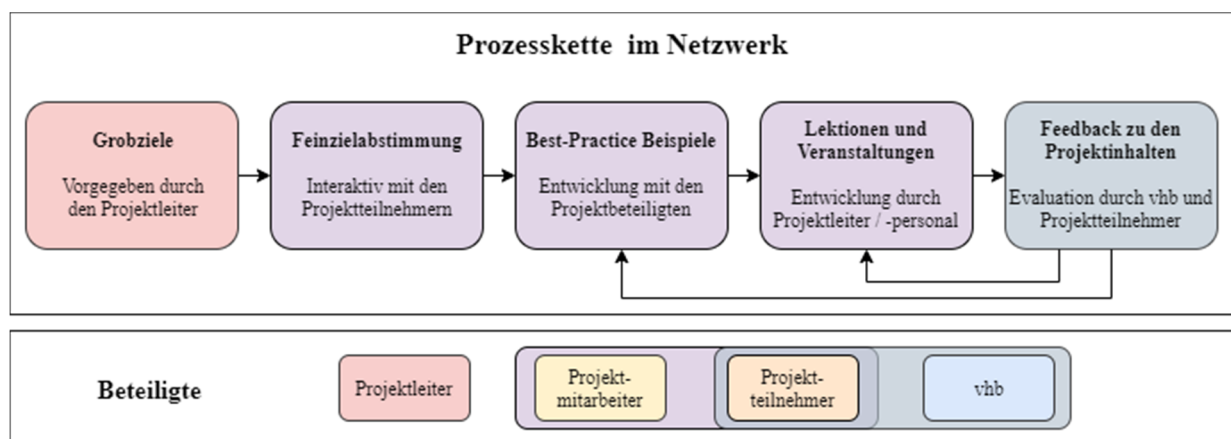 Prozesskette im Netzwerk
Grobziele
Vorgegeben durch
den Projektleiter
Feinzielabstimmung
Interaktiv mit den
Projektteilnehmern
Best-Practice Beispiele
Entwicklung mit den
Projektbeteiligten
Lektionen und
Veranstaltungen
Entwicklung durch
Projektleiter / -personal
Feedback zu den
Projektinhalten
Evaluation durch vhb und
Projektteilnehmer
Beteiligte
Projektleiter
Projekt-
mitarbeiter
Projekt-
teilnehmer
vhb